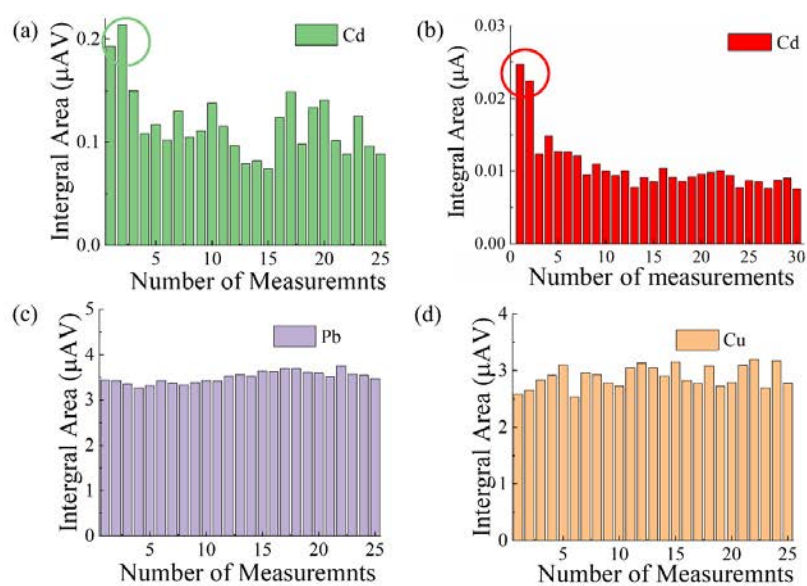 (a)
Cd
Intergral Area (µAV)
0.2
0.1
0.0
5 10 15 20 25
Number of Measuremnts
(b)
Cd
Integral Area (µA)
0.03
0.02
0.01
0.00
0 5 10 15 20 25 30
Number of measurements
(c)
Pb
Intergral Area (µAV)
5
4
3
2
1
0
5 10 15 20 25
Number of Measuremnts
(d)
Cu
Intergral Area (µAV)
4
3
2
1
0
5 10 15 20 25
Number of Measuremnts